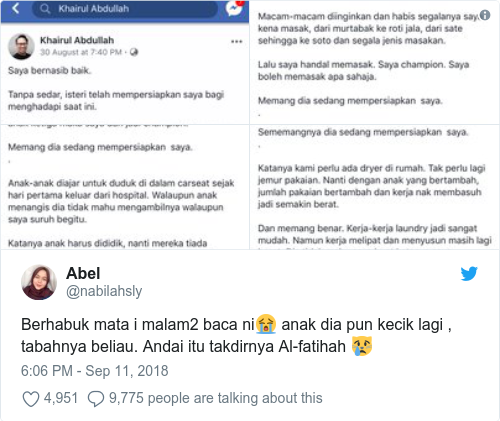 Khairul Abdullah
Khairul Abdullah
30 August at 7:40 PM
Saya bernasib baik.
Tanpa sedar, isteri telah mempersiapkan saya bagi
menghadapi saat ini.
Memang dia sedang mempersiapkan saya.
.
Anak-anak diajar untuk duduk di dalam carseat sejak
hari pertama keluar dari hospital. Walaupun anak
menangis dia tidak mahu mengambilnya walaupun
saya suruh begitu.
Katanya anak harus dididik, nanti mereka tiada
Macam-macam diinginkan dan habis segalanya say
kena masak, dari murtabak ke roti jala, dari sate
sehingga ke soto dan segala jenis masakan.
Lalu saya handal memasak. Saya champion. Saya
boleh memasak apa sahaja.
Memang dia sedang mempersiapkan saya.
.
Sememangnya dia sedang mempersiapkan saya.
.
Katanya kami perlu ada dryer di rumah. Tak perlu lagi
jemur pakaian. Nanti dengan anak yang bertambah,
jumlah pakaian bertambah dan kerja nak membasuh
jadi semakin berat.
Dan memang benar. Kerja-kerja laundry jadi sangat
mudah. Namun kerja melipat dan menyusun masih lagi
Abel
@nabilahsly
Berhabuk mata i malam2 baca ni😭 anak dia pun kecik lagi ,
tabahnya beliau. Andai itu takdirnya Al-fatihah 😢
6:06 PM - Sep 11, 2018
4,951 9,775 people are talking about this